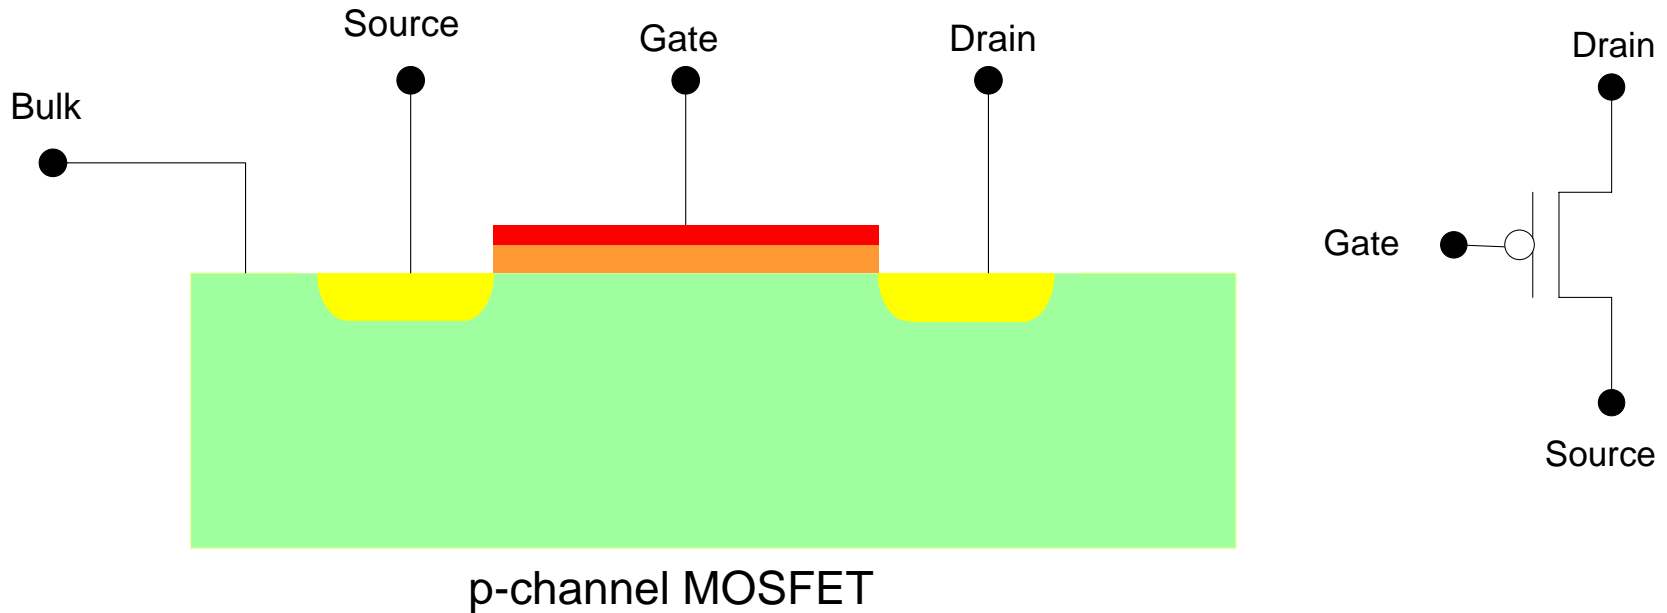 Source
Gate
Drain
Bulk
Drain
Gate
Source
p-channel MOSFET